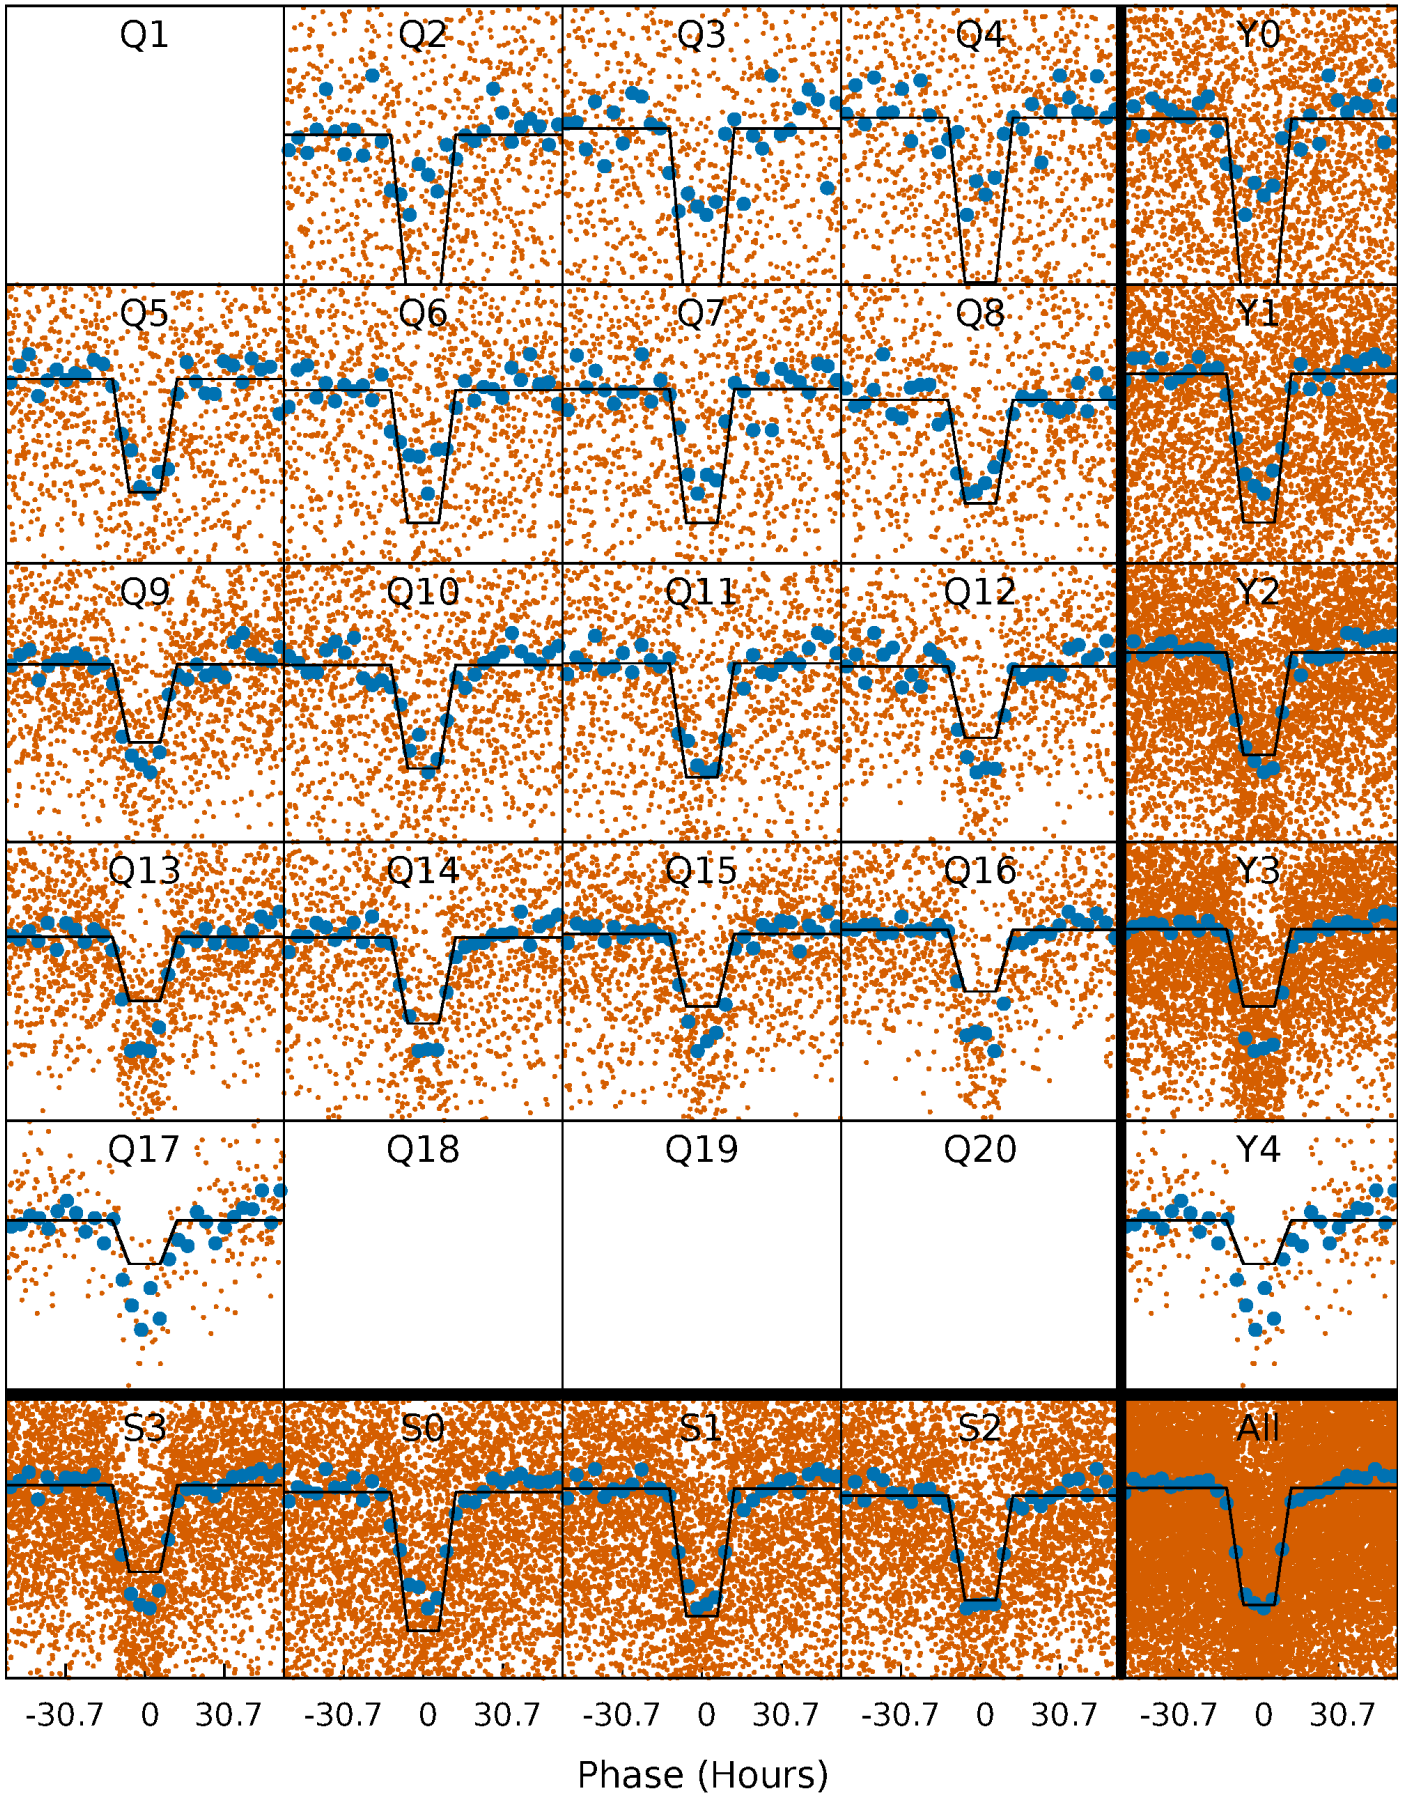 Q1 Q2 Q3 Q4 Y0
Q5 Q6 Q7 Q8 Y1
Q9 Q10 Q11 Q12 Y2
Q13 Q14 Q15 Q16 Y3
Q17 Q18 Q19 Q20 Y4
S3 S0 S1 S2 All
-30.7 0 30.7 -30.7 0 30.7 -30.7 0 30.7 -30.7 0 30.7 -30.7 0 30.7
Phase (Hours)